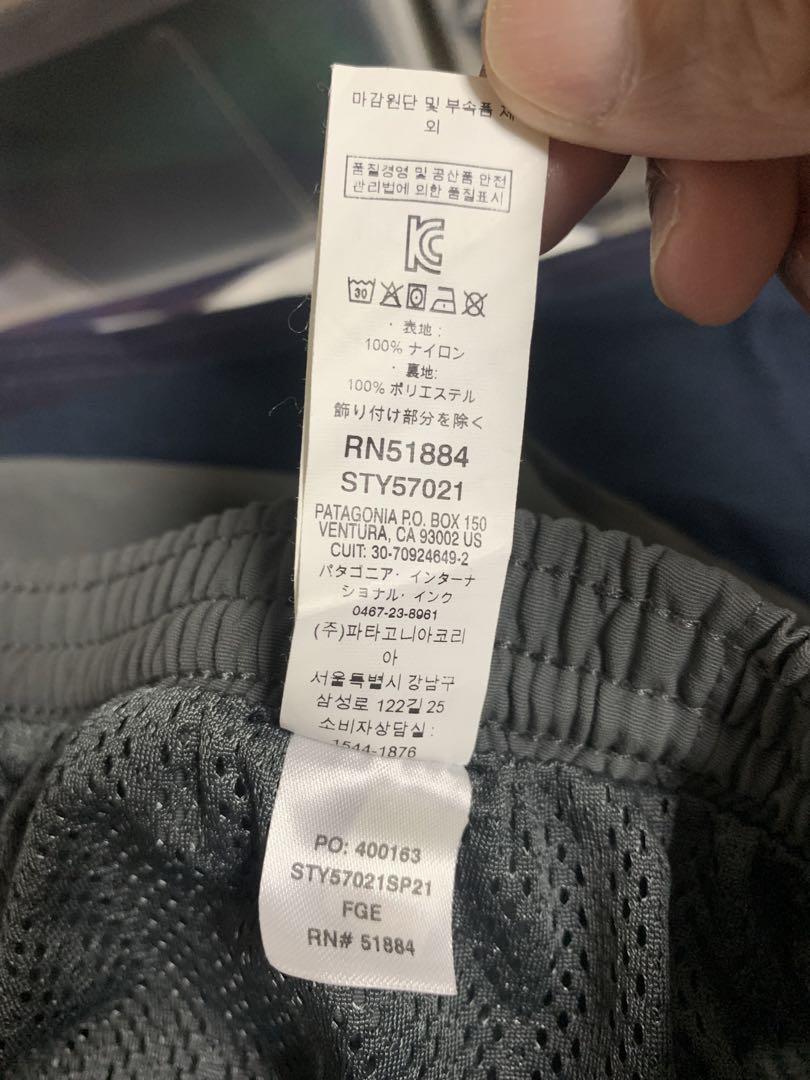 마감원단 및 부속품 제
외
품질경영 및 공산품 안전
관리법에 의한 품질표시
KC
30
· 表地:
100% ナイロン
· 裏地:
100% ポリエステル
飾り付け部分を除く
RN51884
STY57021
PATAGONIA P.O. BOX 150
VENTURA, CA 93002 US
CUIT: 30-70924649-2
パタゴニア· インターナ
ショナル· インク
0467-23-8961
(주)파타고니아코리
아
서울특별시 강남구
삼성로 122길 25
소비자상담실:
1544-1876
PO: 400163
STY57021SP21
FGE
RN# 51884